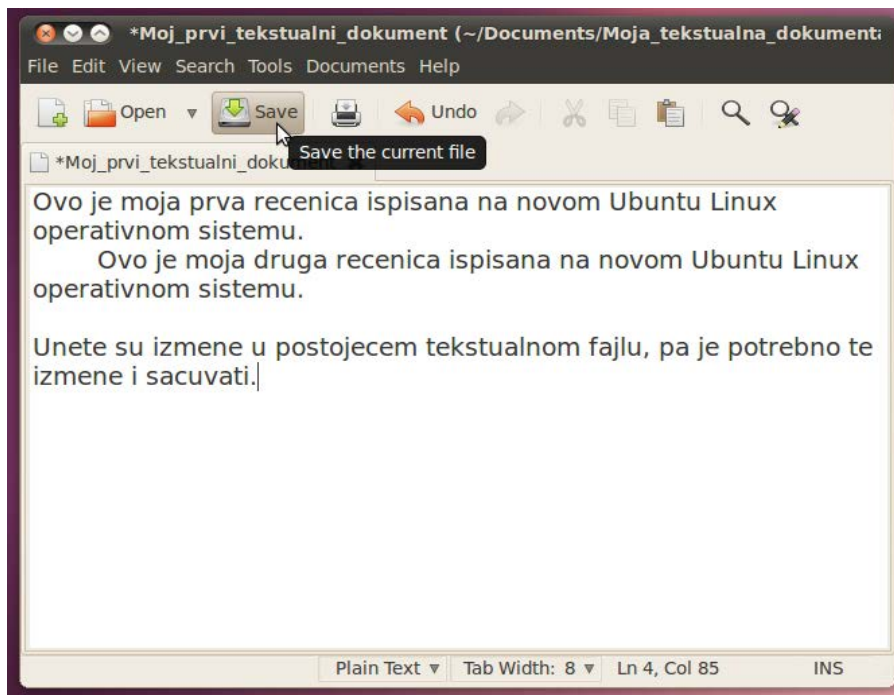 *Moj_prvi_tekstualni_dokument (~/Documents/Moja_tekstualna_dokumenta
File Edit View Search Tools Documents Help
Open Save Undo
Save the current file
*Moj_prvi_tekstualni_dokument
Ovo je moja prva recenica ispisana na novom Ubuntu Linux
operativnom sistemu.
Ovo je moja druga recenica ispisana na novom Ubuntu Linux
operativnom sistemu.
Unete su izmene u postojecem tekstualnom fajlu, pa je potrebno te
izmene i sacuvati.
Plain Text Tab Width: 8 Ln 4, Col 85 INS